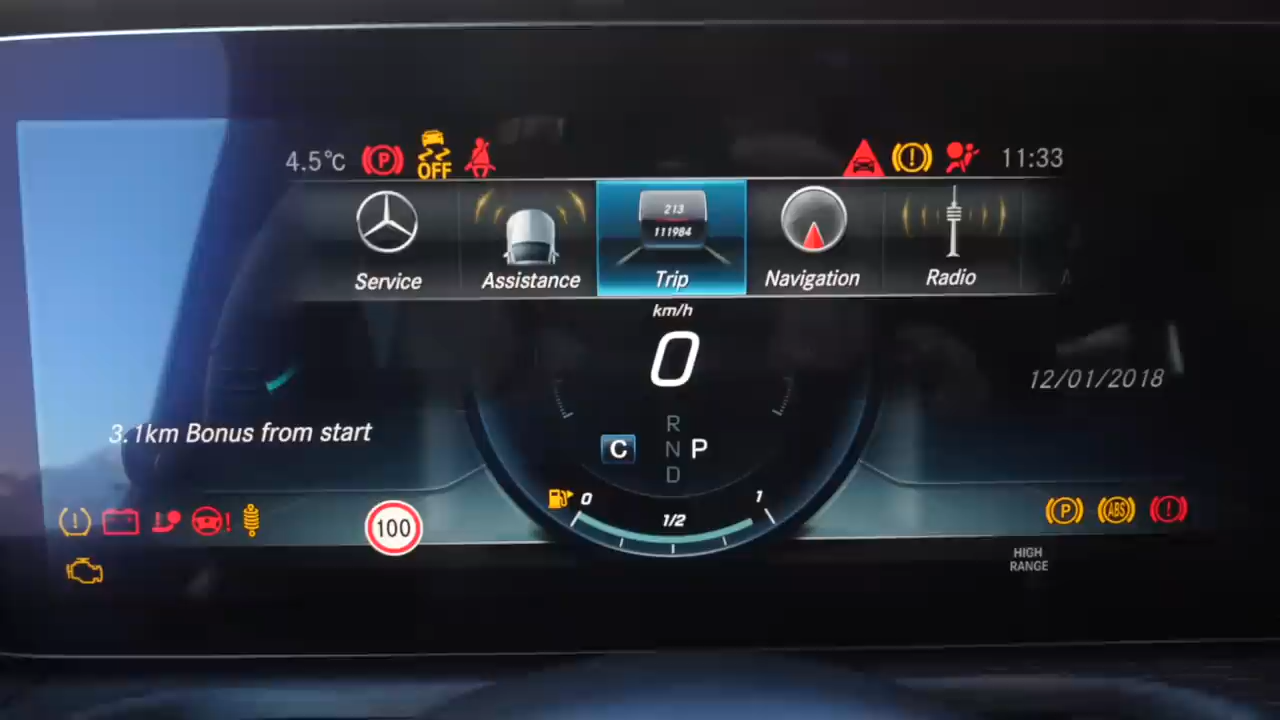 4.5°C
P
OFF
11:33
213
111984
Service
Assistance
Trip
Navigation
Radio
km/h
0
12/01/2018
3.1km Bonus from start
R
C
N
P
D
0
1/2
1
100
P
ABS
HIGH
RANGE